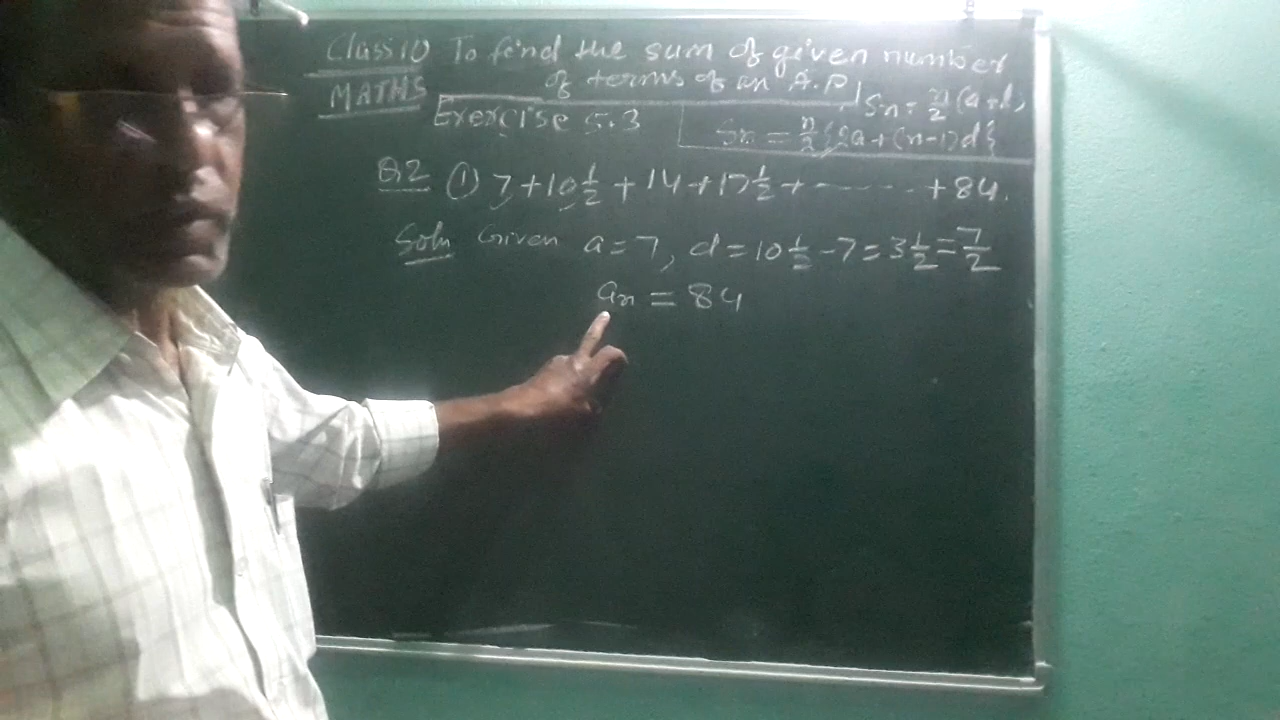 Class 10 To find the sum of given number
MATHS of terms of an A.P.
Exercise 5.3 Sn = n/2 (a+l)
Sn = n/2 {2a + (n-1)d}
Q2 (1) 7 + 10 1/2 + 14 + 17 1/2 + ------- + 84.
Soln Given a = 7, d = 10 1/2 - 7 = 3 1/2 = 7/2
an = 84